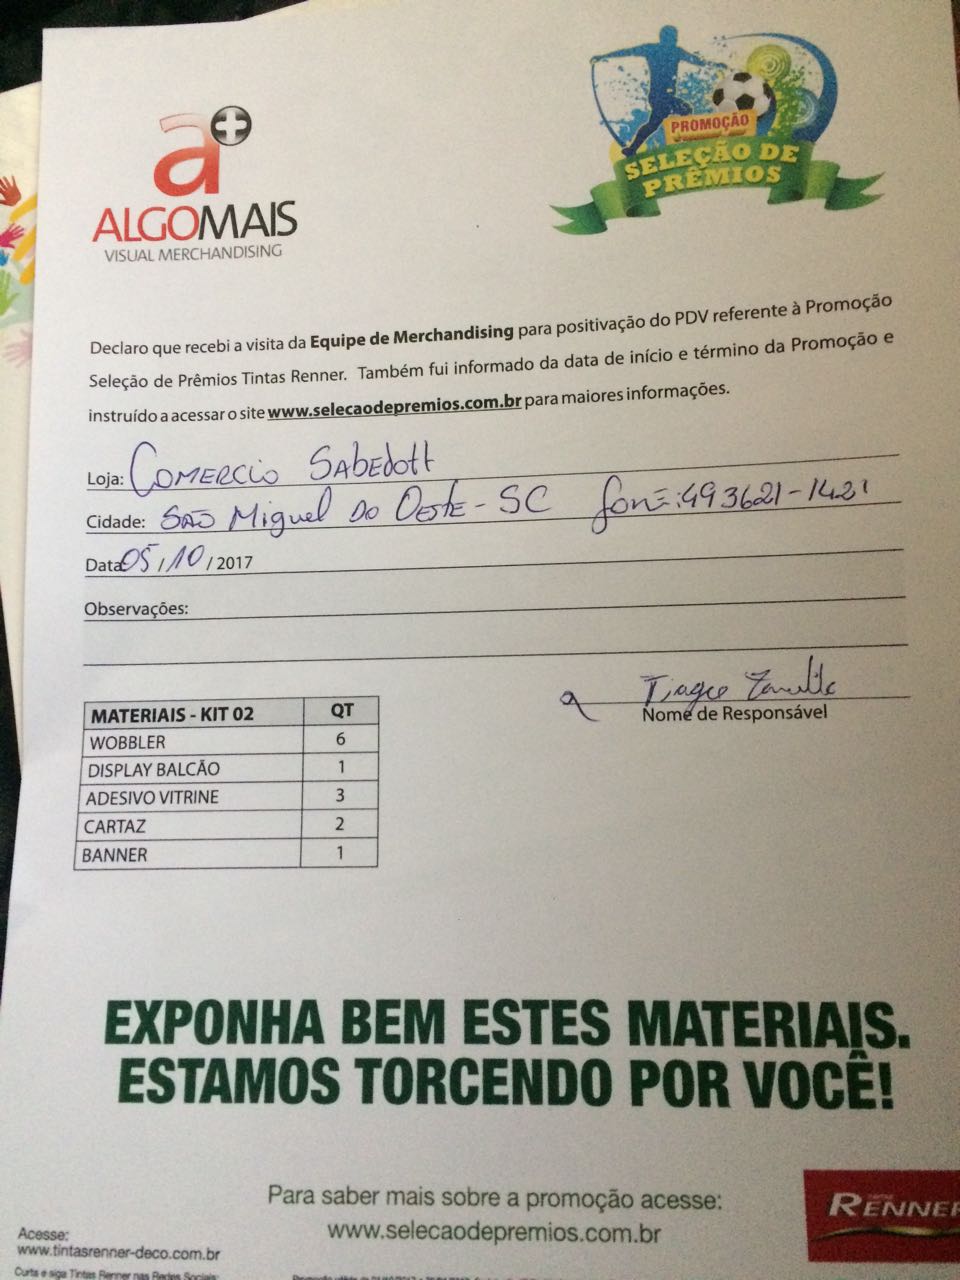 a+
ALGOMAIS
VISUAL MERCHANDISING
PROMOÇÃO
SELEÇÃO DE
PRÊMIOS
Declaro que recebi a visita da Equipe de Merchandising para positivação do PDV referente à Promoção
Seleção de Prêmios Tintas Renner. Também fui informado da data de início e término da Promoção e
instruído a acessar o site www.selecaodepremios.com.br para maiores informações.
Loja: COMERCIO SABEDOTT
Cidade: SÃO MIGUEL DO OESTE - SC fone: 49 3621-1421
Data 05/10/2017
Observações:
Tiago
Nome de Responsável
MATERIAIS - KIT 02 QT
WOBBLER 6
DISPLAY BALCÃO 1
ADESIVO VITRINE 3
CARTAZ 2
BANNER 1
EXPONHA BEM ESTES MATERIAIS.
ESTAMOS TORCENDO POR VOCÊ!
Para saber mais sobre a promoção acesse:
www.selecaodepremios.com.br
RENNER
Acesse:
www.tintasrenner-deco.com.br
Curta e siga Tintas Renner nas Redes Sociais: